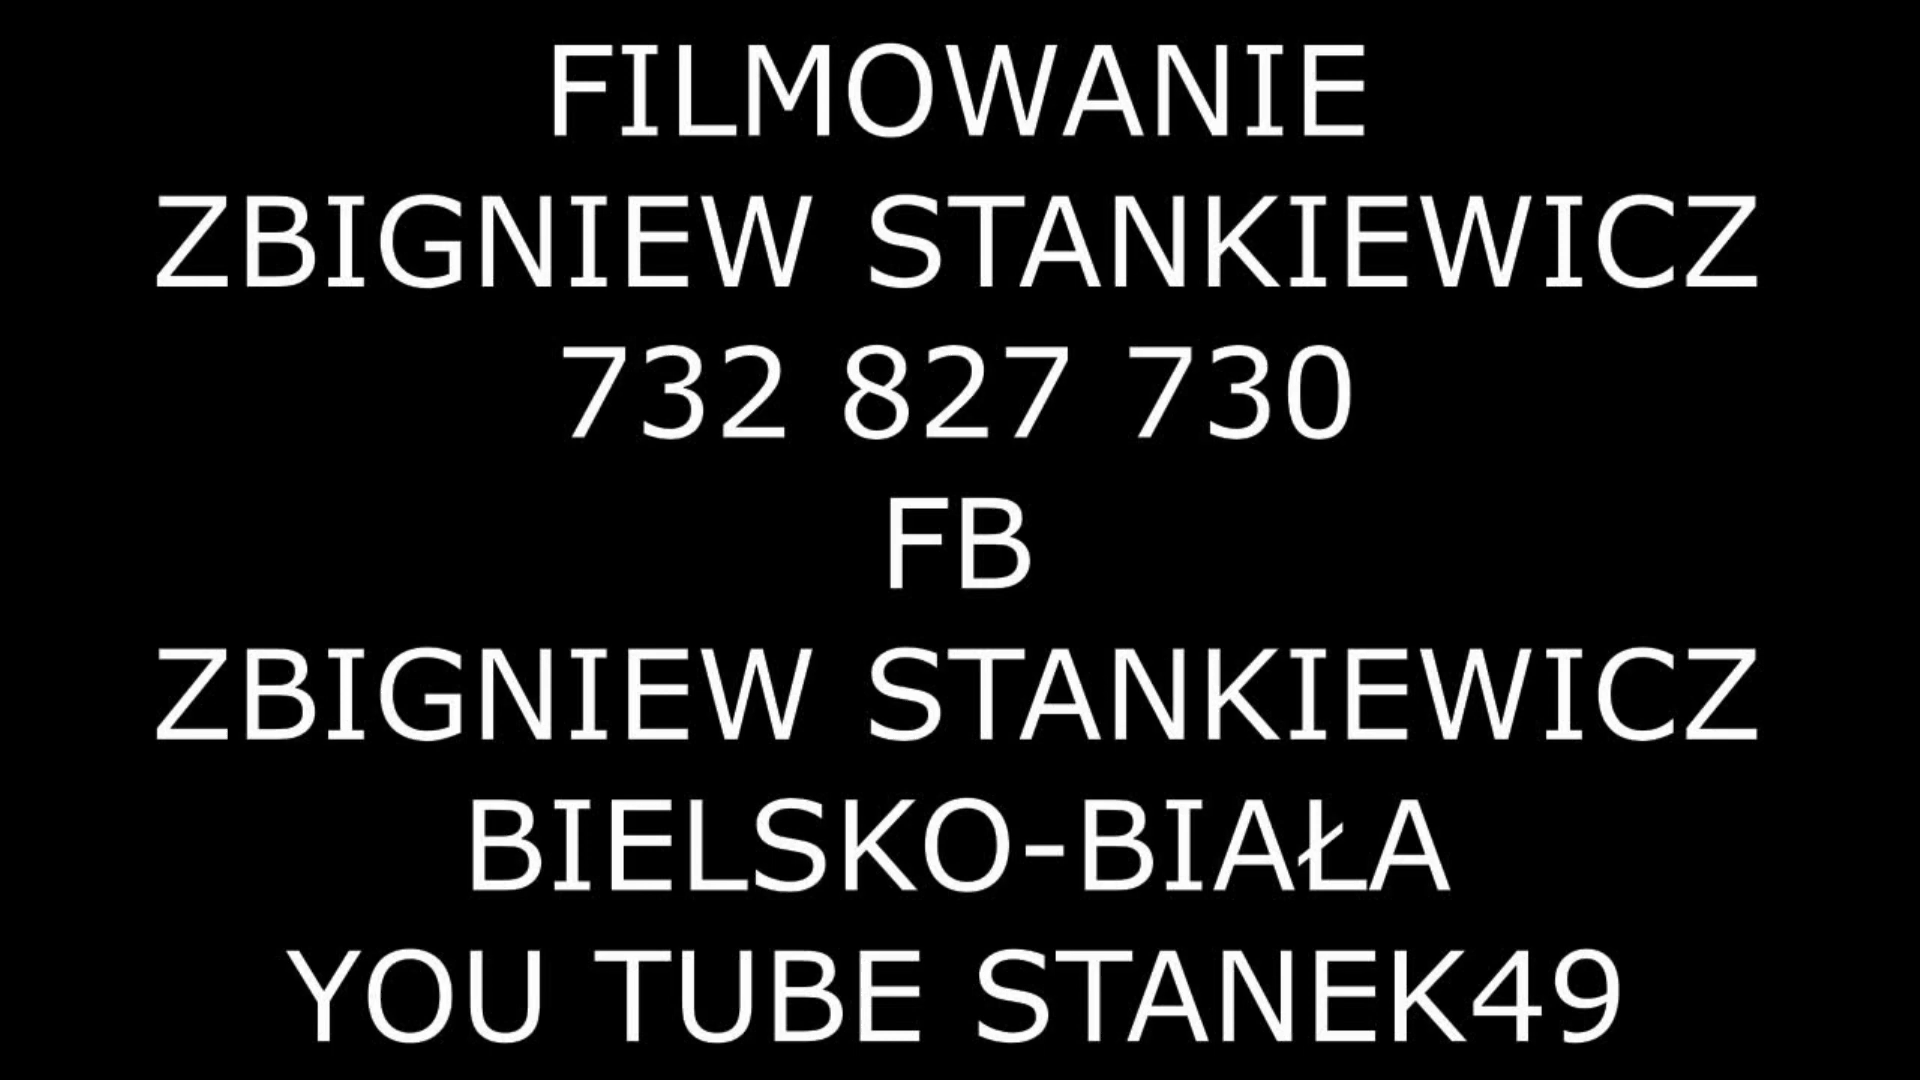 FILMOWANIE
ZBIGNIEW STANKIEWICZ
732 827 730
FB
ZBIGNIEW STANKIEWICZ
BIELSKO-BIAŁA
YOU TUBE STANEK49